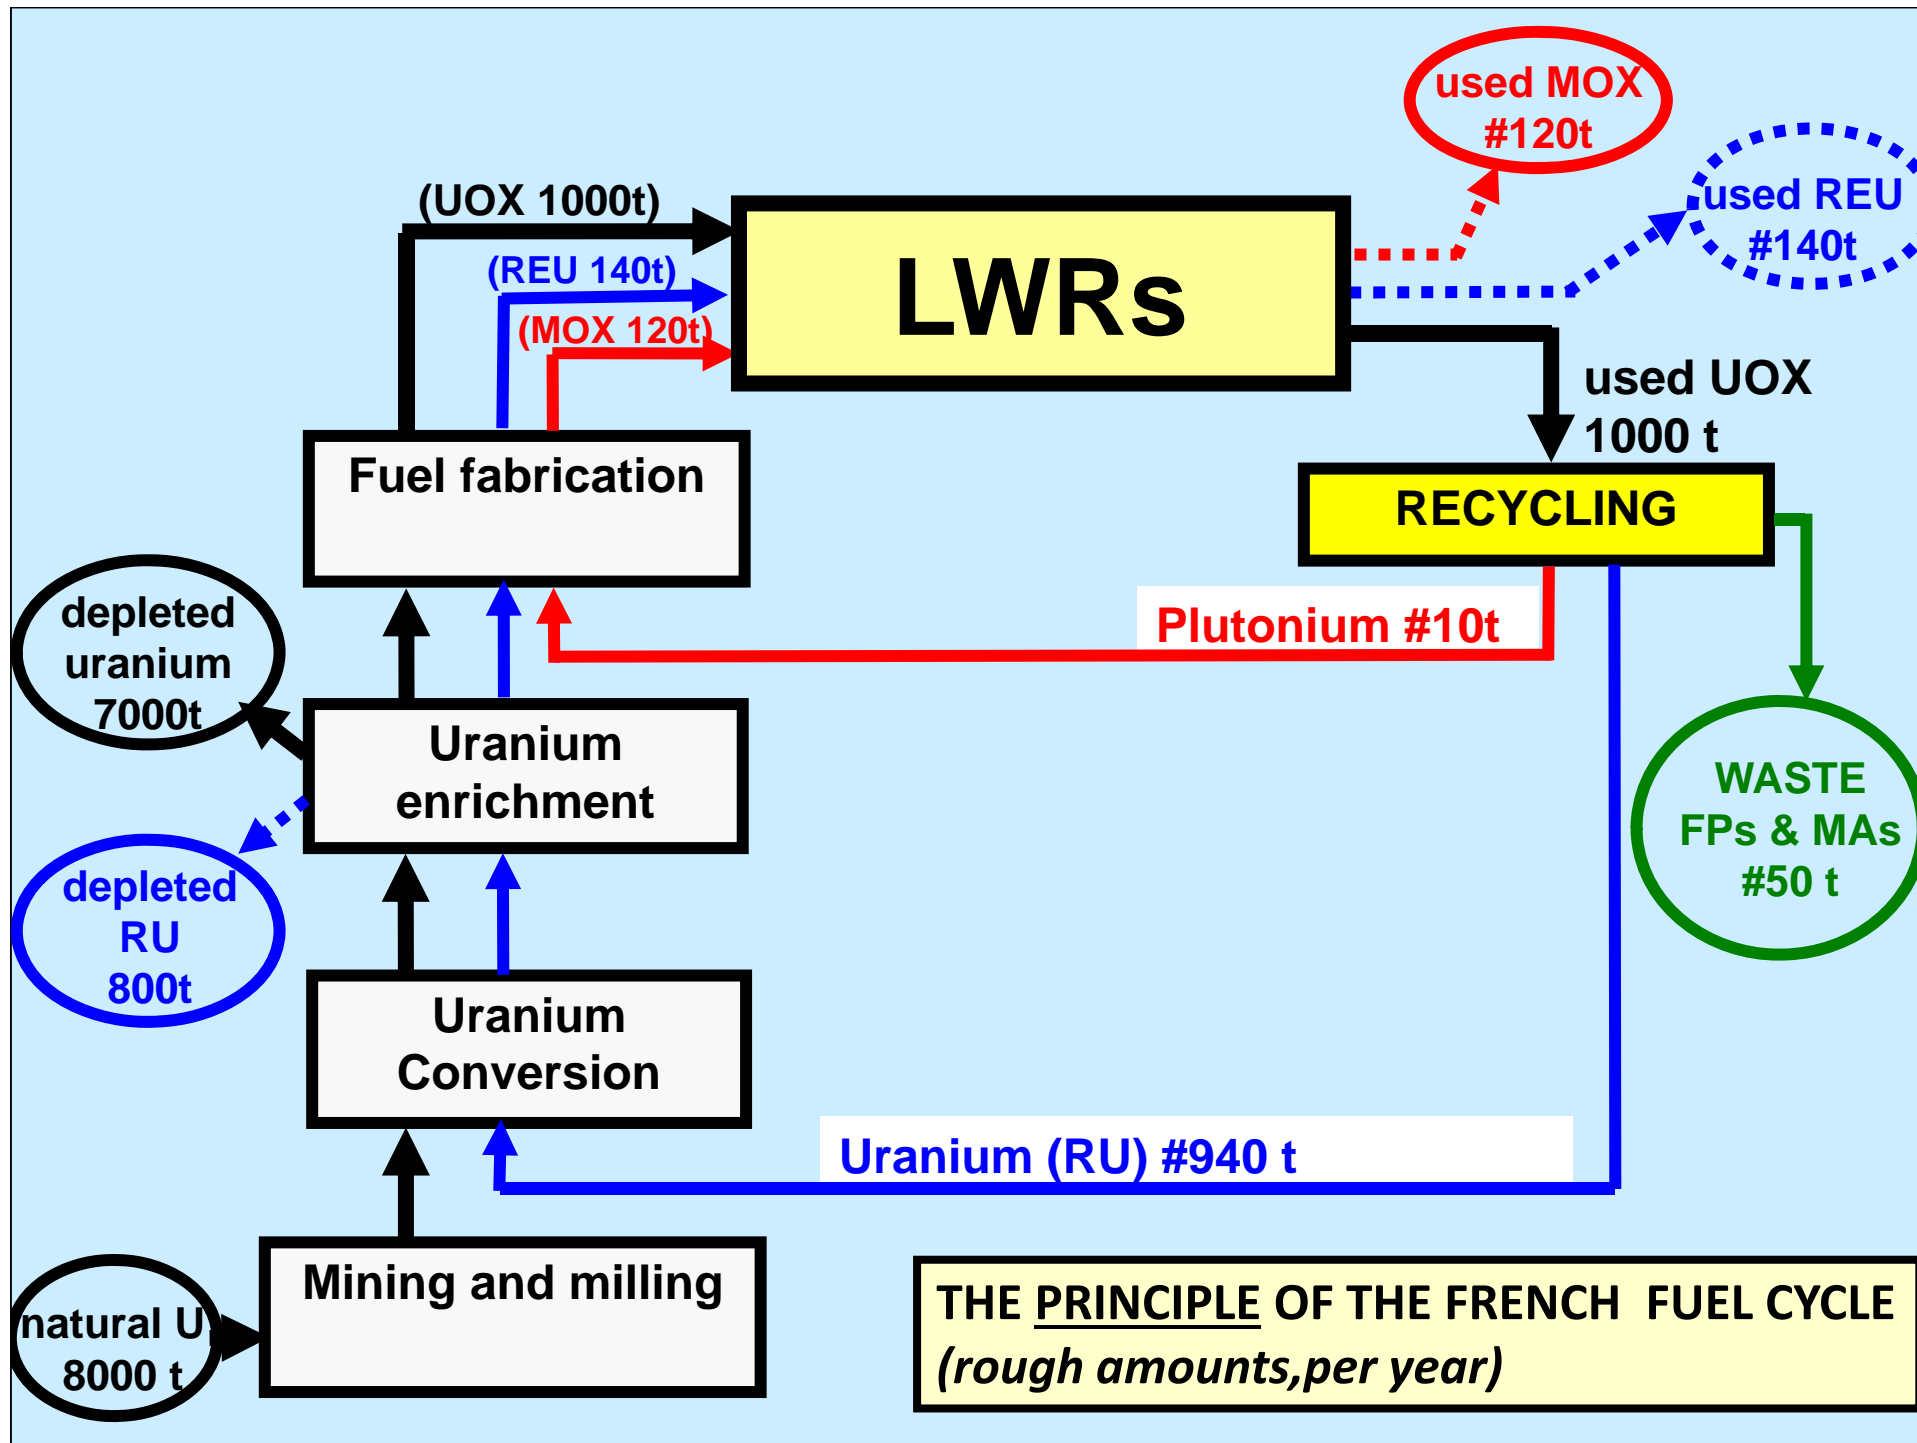 used MOX
#120t
used REU
#140t
(UOX 1000t)
(REU 140t)
(MOX 120t)
LWRs
used UOX
1000 t
Fuel fabrication
RECYCLING
Plutonium #10t
depleted
uranium
7000t
Uranium
enrichment
WASTE
FPs & MAs
#50 t
depleted
RU
800t
Uranium
Conversion
Uranium (RU) #940 t
Mining and milling
natural U
8000 t
THE PRINCIPLE OF THE FRENCH FUEL CYCLE
(rough amounts,per year)